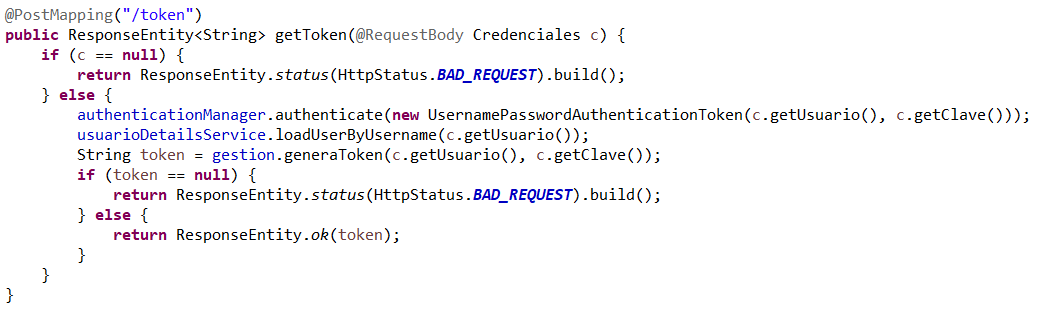 @PostMapping("/token")
public ResponseEntity<String> getToken(@RequestBody Credenciales c) {
    if (c == null) {
        return ResponseEntity.status(HttpStatus.BAD_REQUEST).build();
    } else {
        authenticationManager.authenticate(new UsernamePasswordAuthenticationToken(c.getUsuario(), c.getClave()));
        usuarioDetailsService.loadUserByUsername(c.getUsuario());
        String token = gestion.generaToken(c.getUsuario(), c.getClave());
        if (token == null) {
            return ResponseEntity.status(HttpStatus.BAD_REQUEST).build();
        } else {
            return ResponseEntity.ok(token);
        }
    }
}